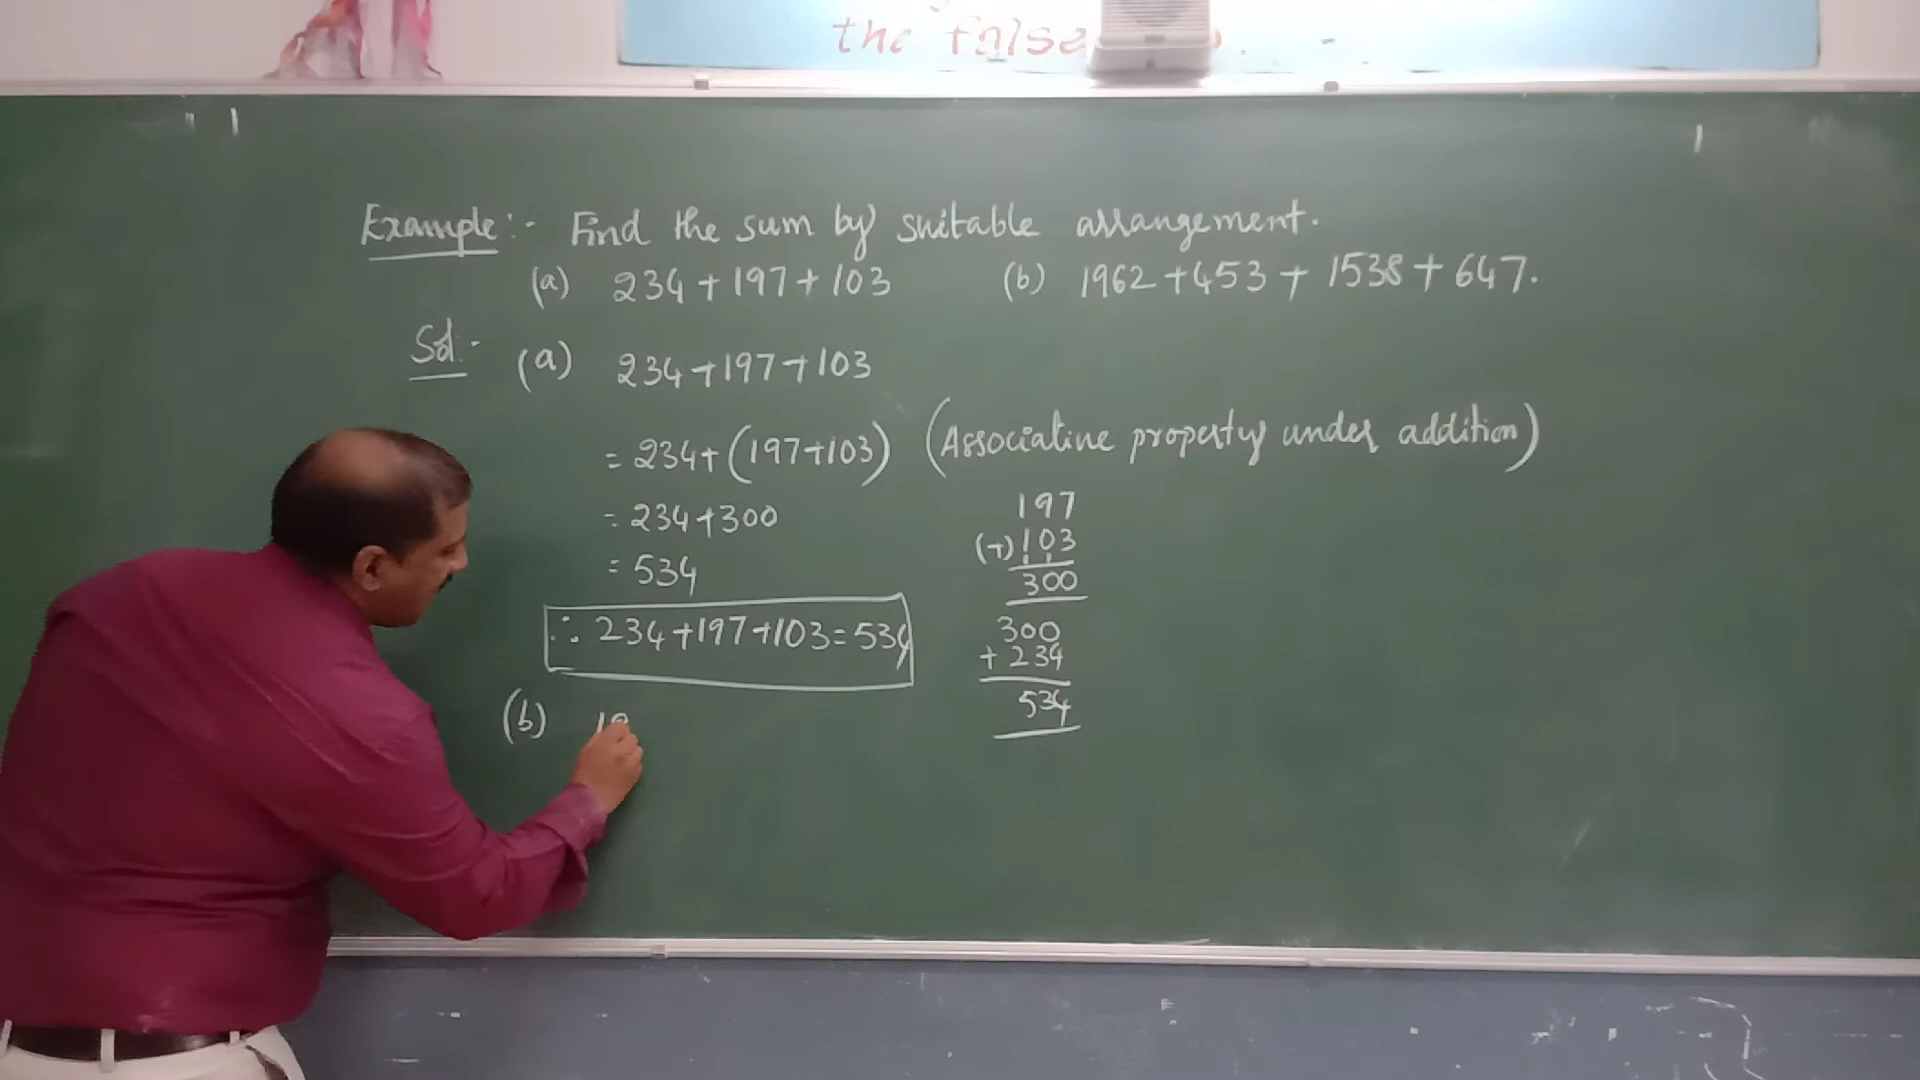 the false
Example:- Find the sum by suitable arrangement.
(a) 234+197+103 (b) 1962+453+1538+647.
Sol:- (a) 234+197+103
= 234+(197+103) (Associative property under addition)
= 234+300
= 534
∴ 234+197+103=534
197
(+)103
300
300
+234
534
(b) 19